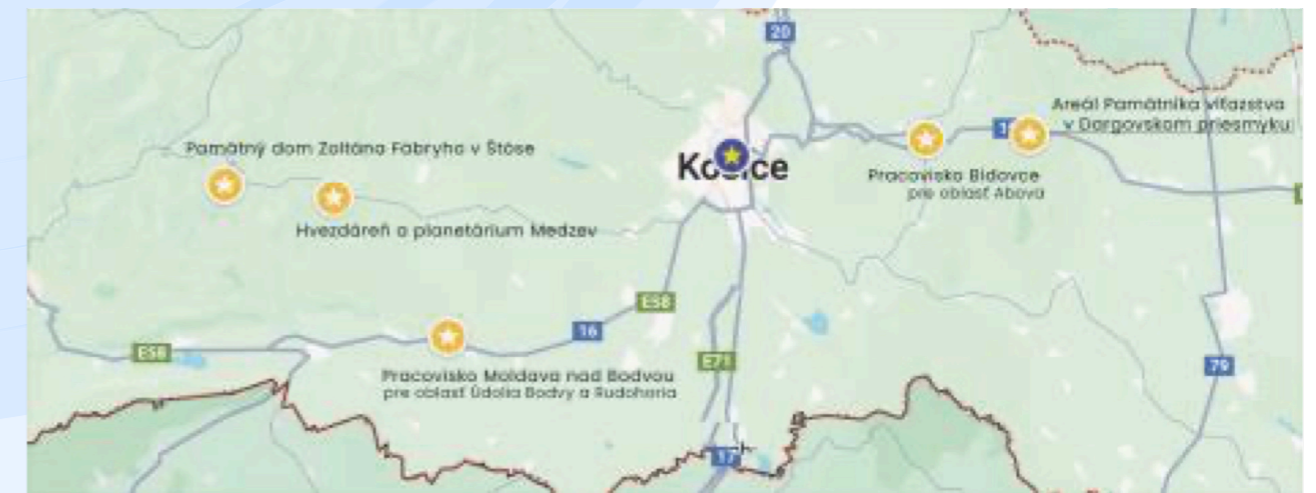 20
Areál Památníka víťazstva
v Dargovskom priesmyku
Pamätný dom Zoltána Fábryho v Štóse
Košice
Pracovisko Bidovce
pre oblasť Abova
Hvezdáreň a planetárium Medzev
E58
16
E58
E71
79
Pracovisko Moldava nad Bodvou
pre oblasť Údolia Bodvy a Rudohoria
17